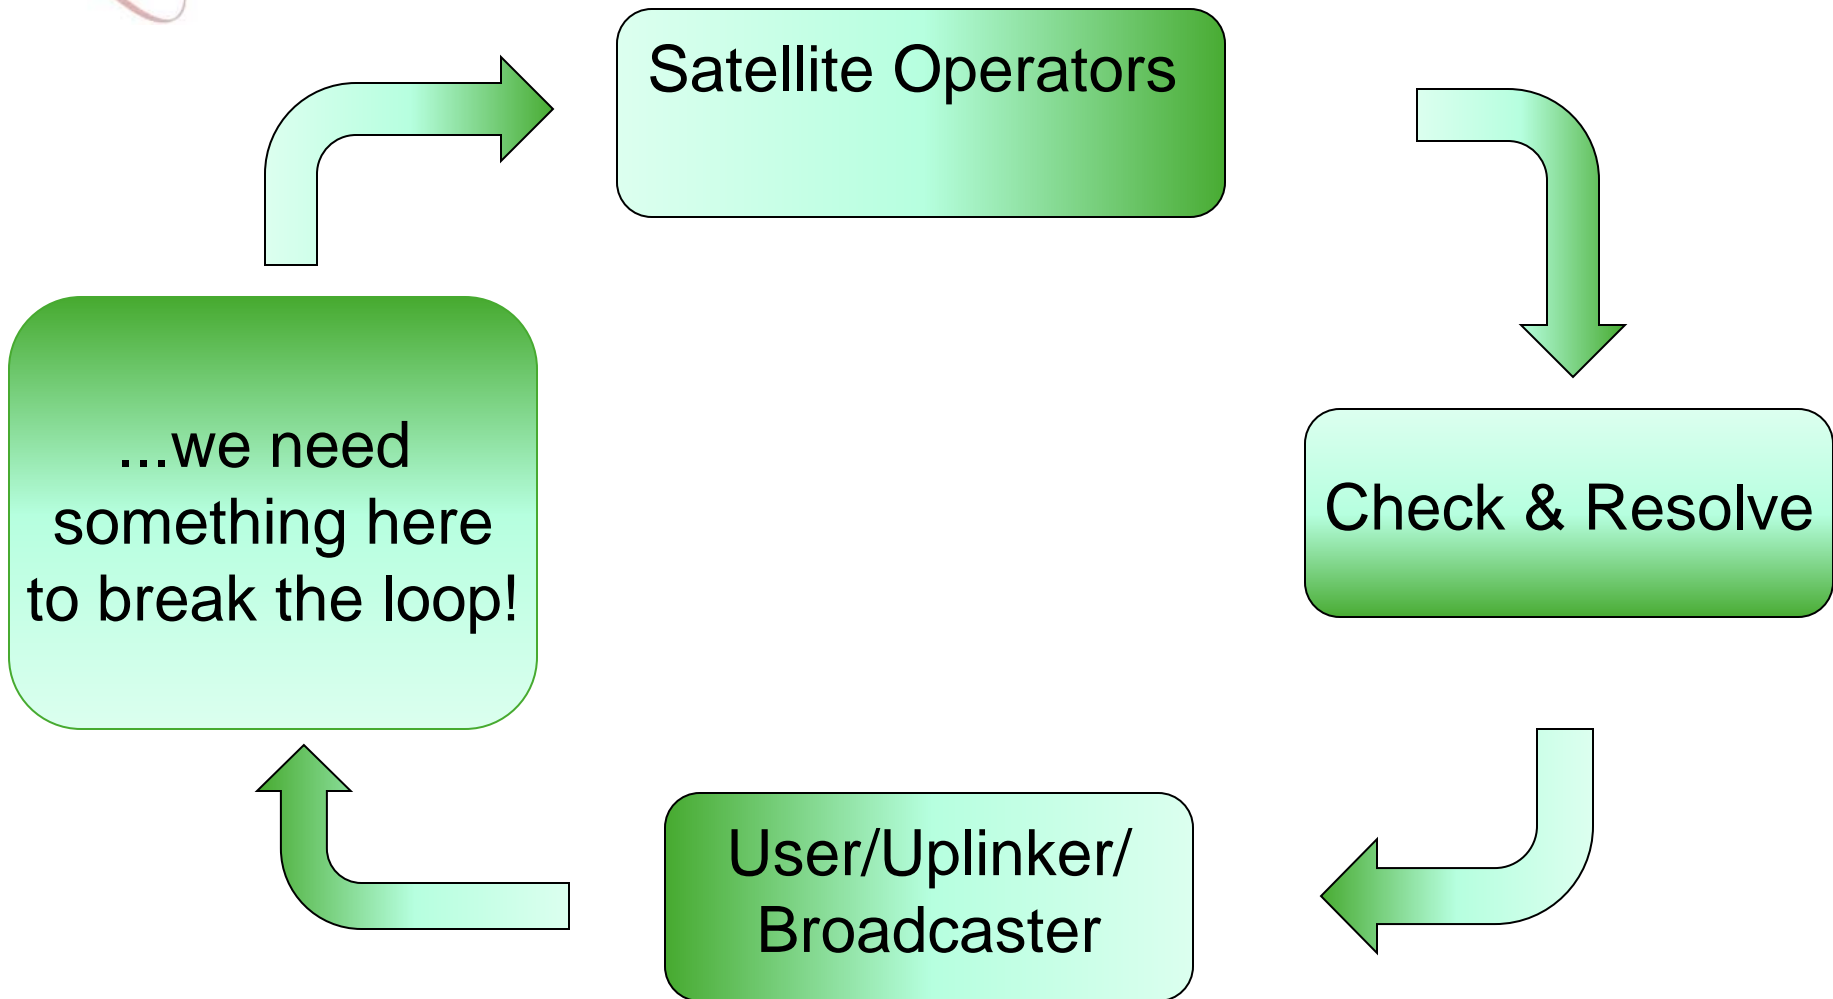 Satellite Operators
...we need
something here
to break the loop!
Check & Resolve
User/Uplinker/
Broadcaster